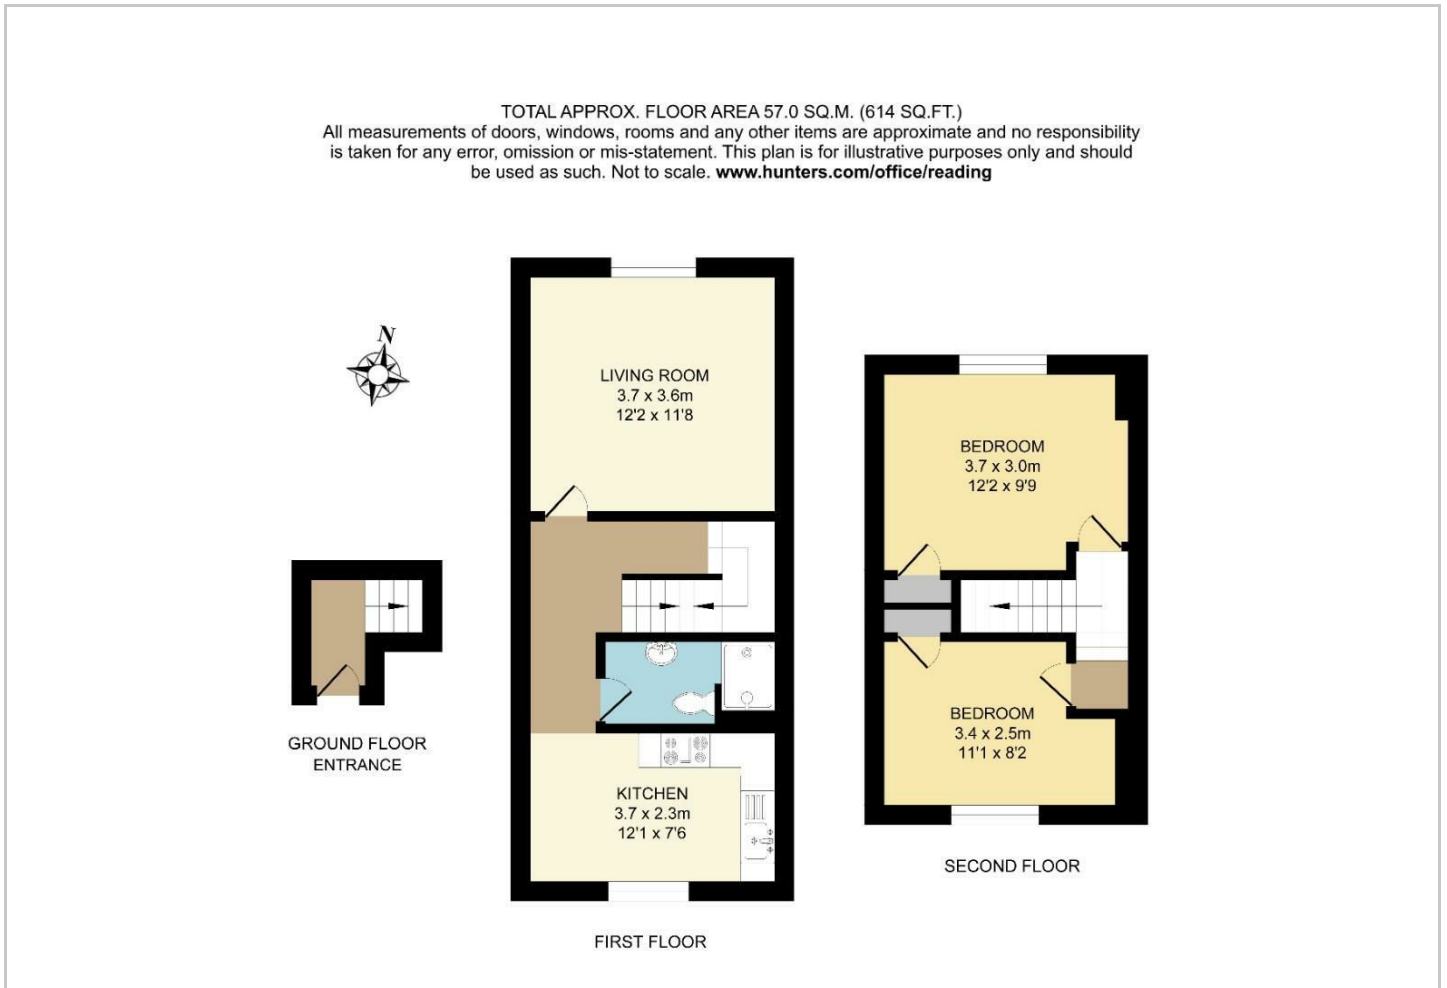 TOTAL APPROX. FLOOR AREA 57.0 SQ.M. (614 SQ.FT.)
All measurements of doors, windows, rooms and any other items are approximate and no responsibility
is taken for any error, omission or mis-statement. This plan is for illustrative purposes only and should
be used as such. Not to scale. www.hunters.com/office/reading
N
LIVING ROOM
3.7 x 3.6m
12'2 x 11'8
BEDROOM
3.7 x 3.0m
12'2 x 9'9
BEDROOM
3.4 x 2.5m
11'1 x 8'2
GROUND FLOOR
ENTRANCE
KITCHEN
3.7 x 2.3m
12'1 x 7'6
SECOND FLOOR
FIRST FLOOR